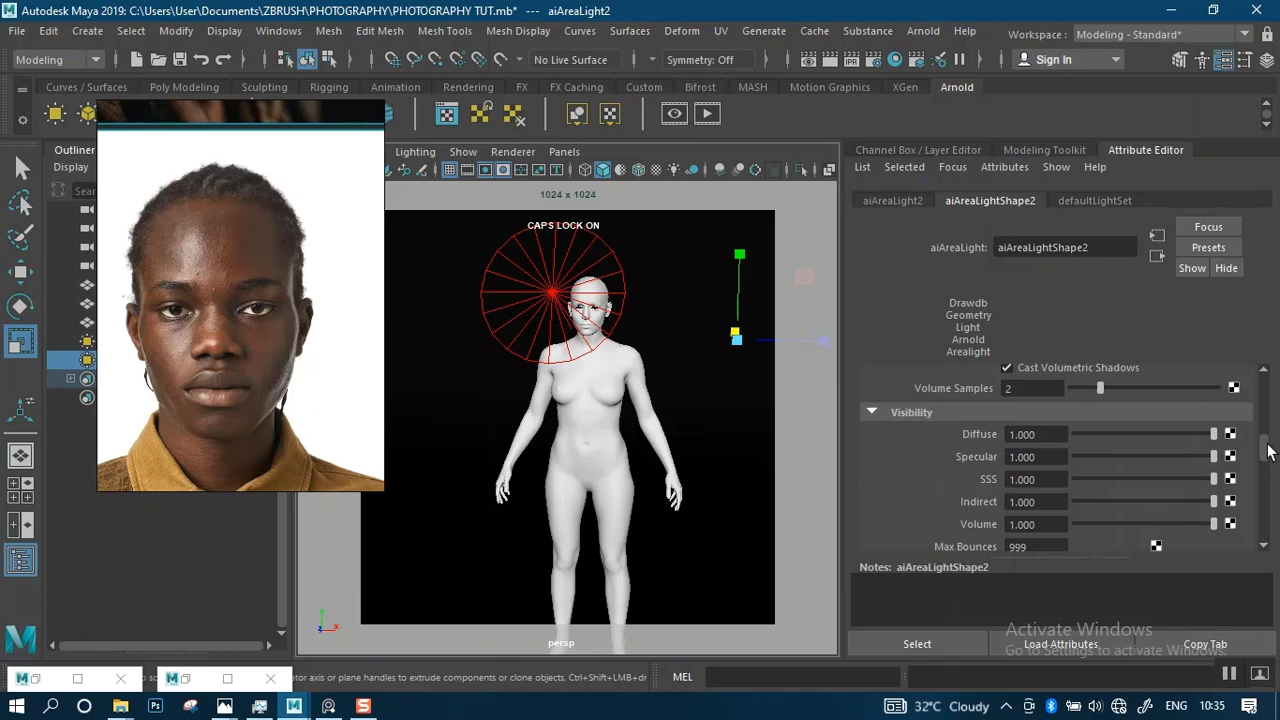 Autodesk Maya 2019: C:\Users\User\Documents\ZBRUSH\PHOTOGRAPHY\PHOTOGRAPHY TUT.mb* --- aiAreaLight2
File Edit Create Select Modify Display Windows Mesh Edit Mesh Mesh Tools Mesh Display Curves Surfaces Deform UV Generate Cache Substance Arnold Help Workspace : Modeling - Standard*
Modeling No Live Surface Symmetry: Off Sign In
Curves / Surfaces Poly Modeling Sculpting Rigging Animation Rendering FX FX Caching Custom Bifrost MASH Motion Graphics XGen Arnold
Outliner
Display
Lighting Show Renderer Panels
1024 x 1024
CAPS LOCK ON
persp
Channel Box / Layer Editor Modeling Toolkit Attribute Editor
List Selected Focus Attributes Show Help
aiAreaLight2 aiAreaLightShape2 defaultLightSet
Focus
aiAreaLight: aiAreaLightShape2 Presets
Show Hide
Drawdb
Geometry
Light
Arnold
Arealight
Cast Volumetric Shadows
Volume Samples 2
Visibility
Diffuse 1.000
Specular 1.000
SSS 1.000
Indirect 1.000
Volume 1.000
Max Bounces 999
Notes: aiAreaLightShape2
Activate Windows
Go to Settings to activate Windows.
Select Load Attributes Copy Tab
axis or plane handles to extrude components or clone objects. Ctrl+Shift+LMB+dr MEL
32°C Cloudy ENG 10:35